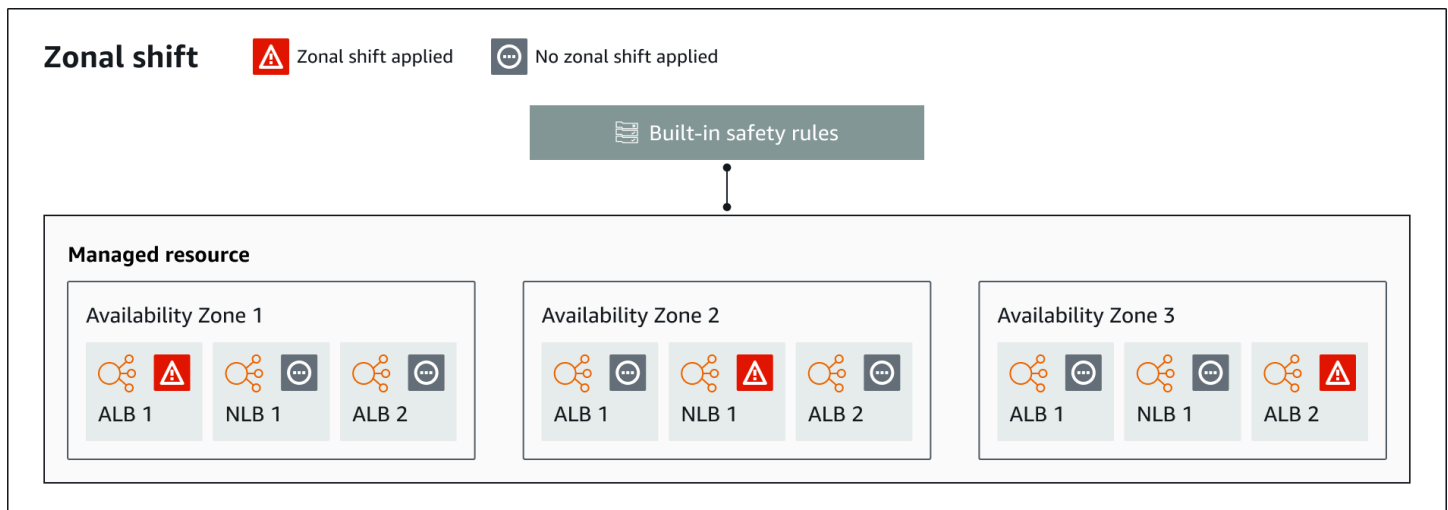 Zonal shift
Zonal shift applied
No zonal shift applied
Built-in safety rules
Managed resource
Availability Zone 1
ALB 1
NLB 1
ALB 2
Availability Zone 2
ALB 1
NLB 1
ALB 2
Availability Zone 3
ALB 1
NLB 1
ALB 2